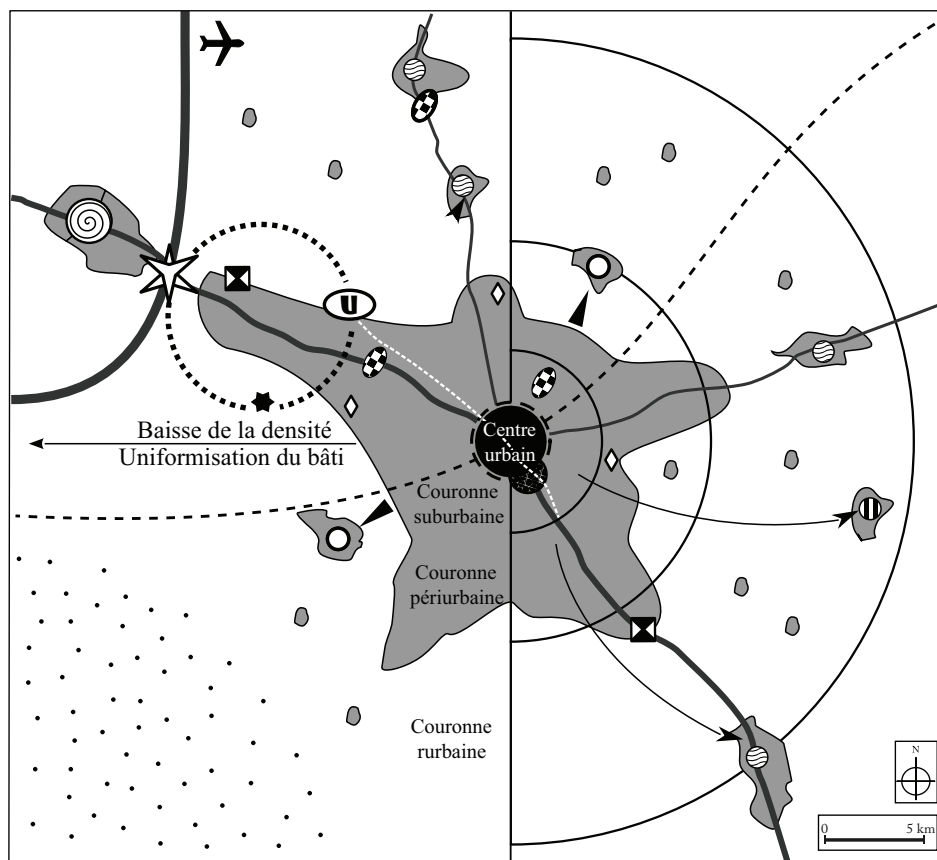 U
Centre
urbain
Baisse de la densité
Uniformisation du bâti
Couronne
suburbaine
Couronne
périurbaine
Couronne
rurbaine
N
0 5 km